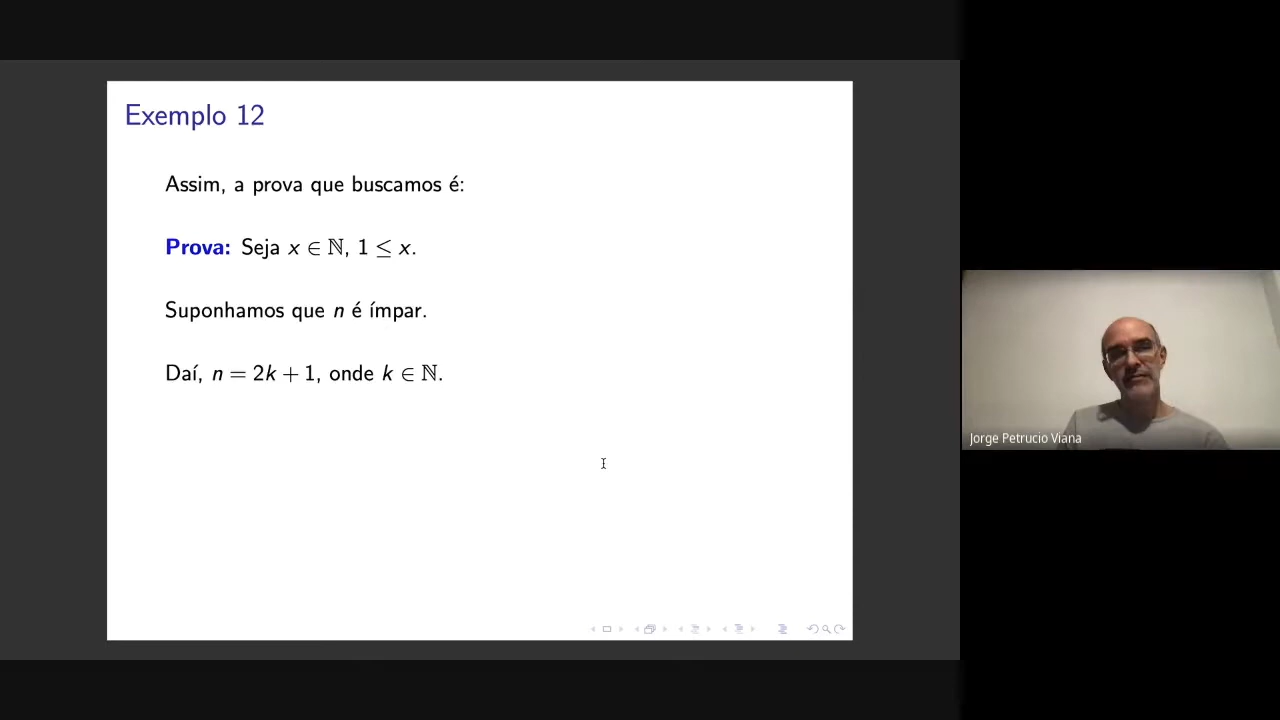 Exemplo 12
Assim, a prova que buscamos é:
Prova: Seja x ∈ ℕ, 1 ≤ x.
Suponhamos que n é ímpar.
Daí, n = 2k + 1, onde k ∈ ℕ.
Jorge Petrucio Viana